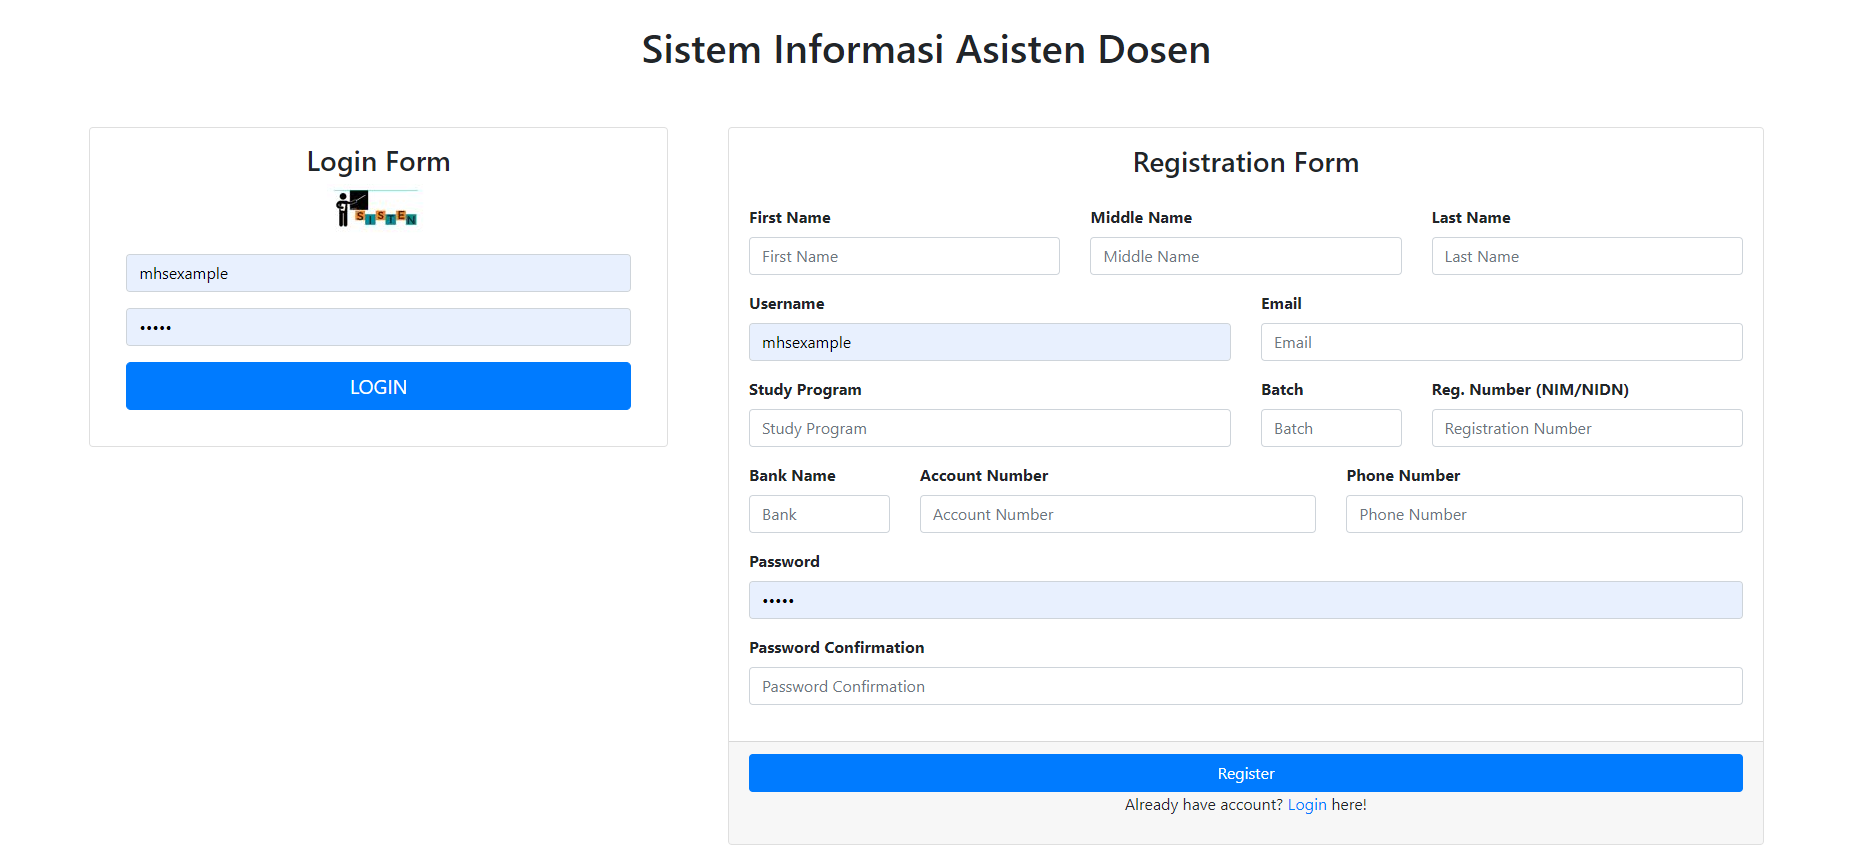 Sistem Informasi Asisten Dosen
Login Form
SISTEN
mhsexample
•••••
LOGIN
Registration Form
First Name Middle Name Last Name
First Name Middle Name Last Name
Username Email
mhsexample Email
Study Program Batch Reg. Number (NIM/NIDN)
Study Program Batch Registration Number
Bank Name Account Number Phone Number
Bank Account Number Phone Number
Password
•••••
Password Confirmation
Password Confirmation
Register
Already have account? Login here!